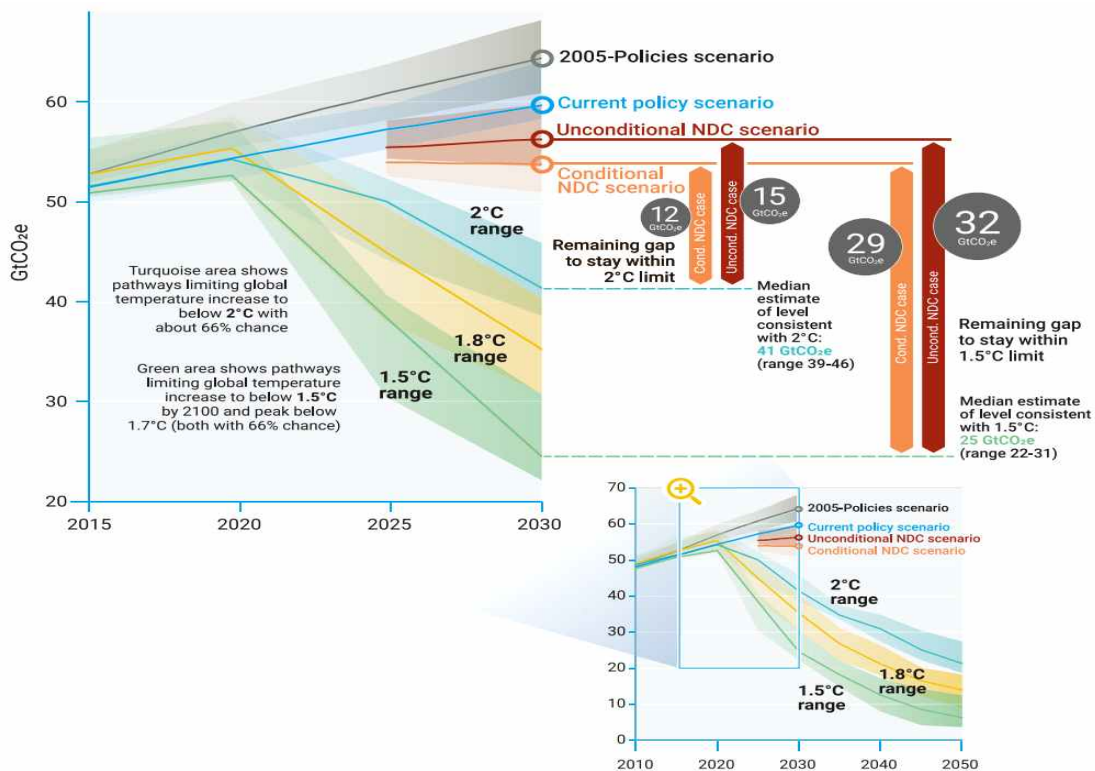 GtCO₂e
60
50
40
30
20
2015
2020
2025
2030
2005-Policies scenario
Current policy scenario
Unconditional NDC scenario
Conditional
NDC scenario
2°C
range
1.8°C
range
1.5°C
range
Turquoise area shows
pathways limiting global
temperature increase to
below 2°C with
about 66% chance
Green area shows pathways
limiting global temperature
increase to below 1.5°C
by 2100 and peak below
1.7°C (both with 66% chance)
12
GtCO₂e
15
GtCO₂e
Cond. NDC case
Uncond. NDC case
Remaining gap
to stay within
2°C limit
Median
estimate
of level
consistent
with 2°C:
41 GtCO₂e
(range 39-46)
29
GtCO₂e
32
GtCO₂e
Cond. NDC case
Uncond. NDC case
Remaining gap
to stay within
1.5°C limit
Median estimate
of level consistent
with 1.5°C:
25 GtCO₂e
(range 22-31)
70
60
50
40
30
20
10
0
2010
2020
2030
2040
2050
2005-Policies scenario
Current policy scenario
Unconditional NDC scenario
Conditional NDC scenario
2°C
range
1.8°C
range
1.5°C
range